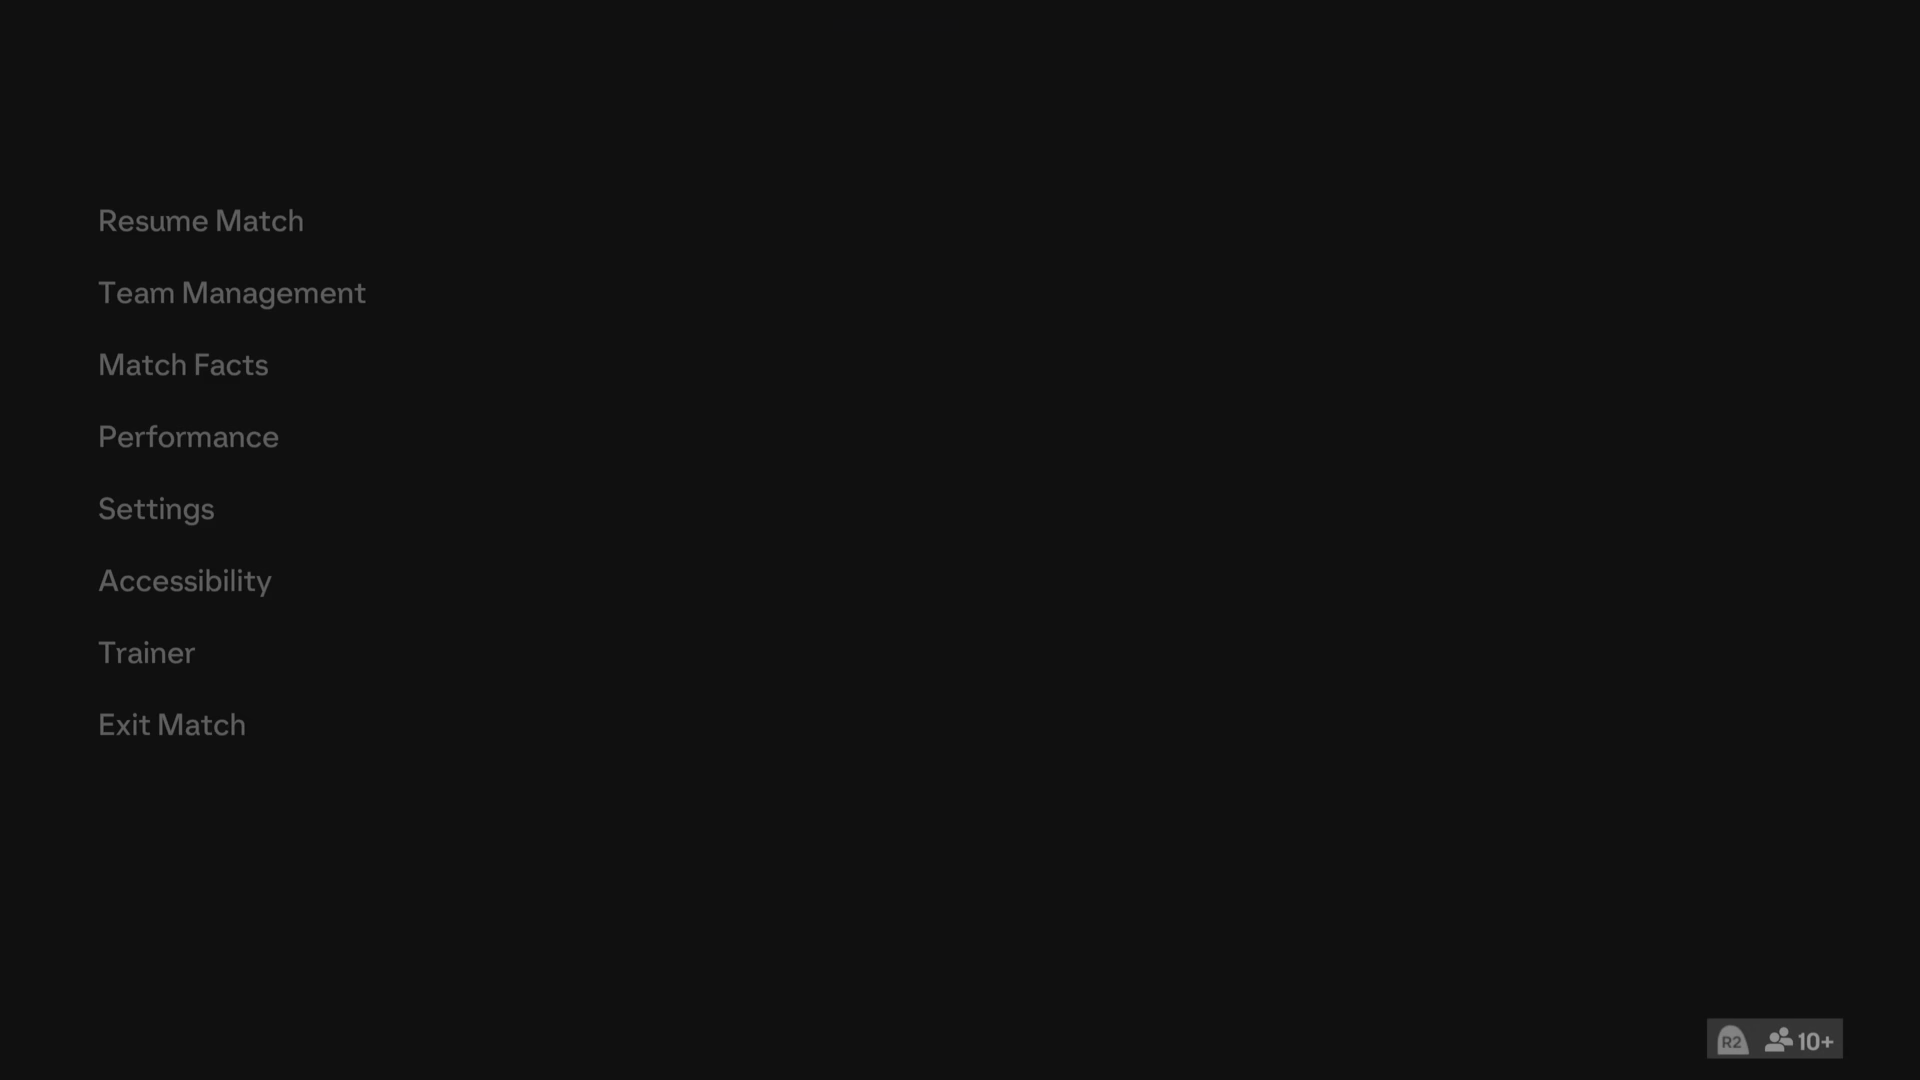 Resume Match
Team Management
Match Facts
Performance
Settings
Accessibility
Trainer
Exit Match
R2 10+